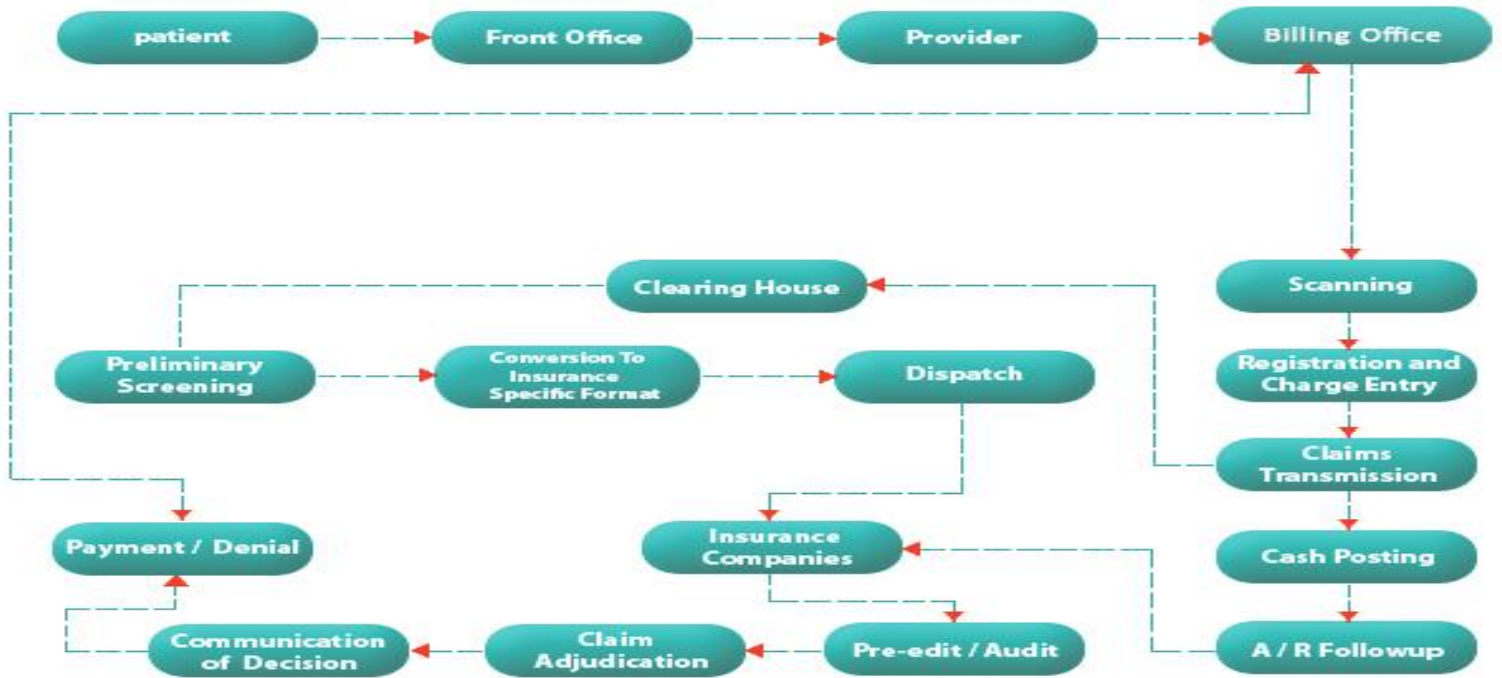 patient
Front Office
Provider
Billing Office
Clearing House
Scanning
Preliminary
Screening
Conversion To
Insurance
Specific Format
Dispatch
Registration and
Charge Entry
Claims
Transmission
Payment / Denial
Insurance
Companies
Cash Posting
Communication
of Decision
Claim
Adjudication
Pre-edit / Audit
A / R Followup